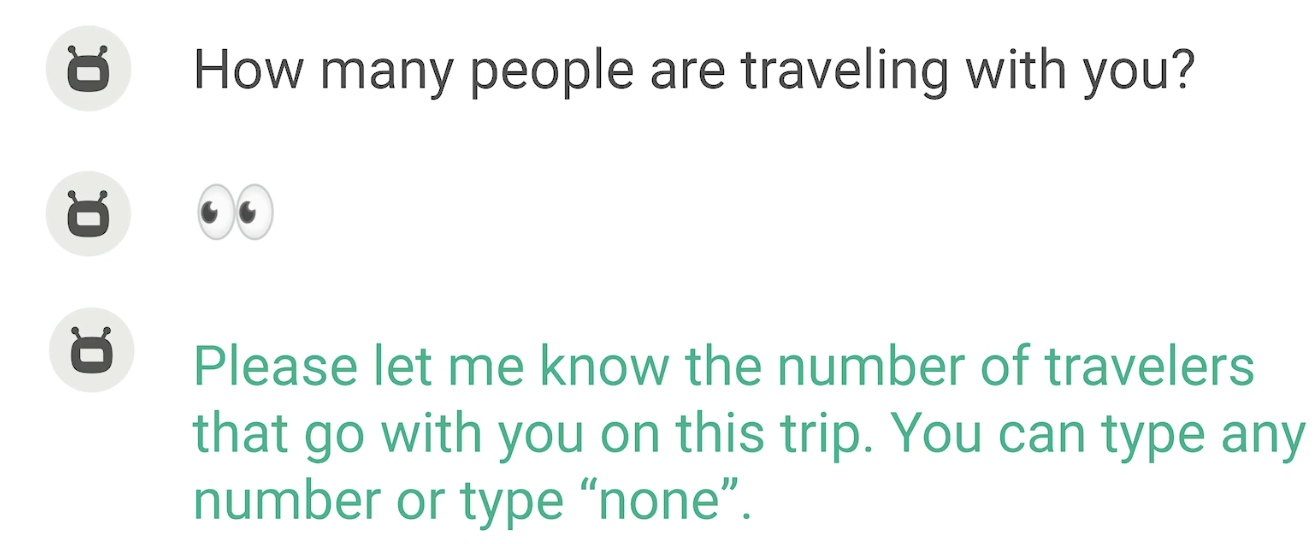 How many people are traveling with you?
👀
Please let me know the number of travelers
that go with you on this trip. You can type any
number or type “none”.